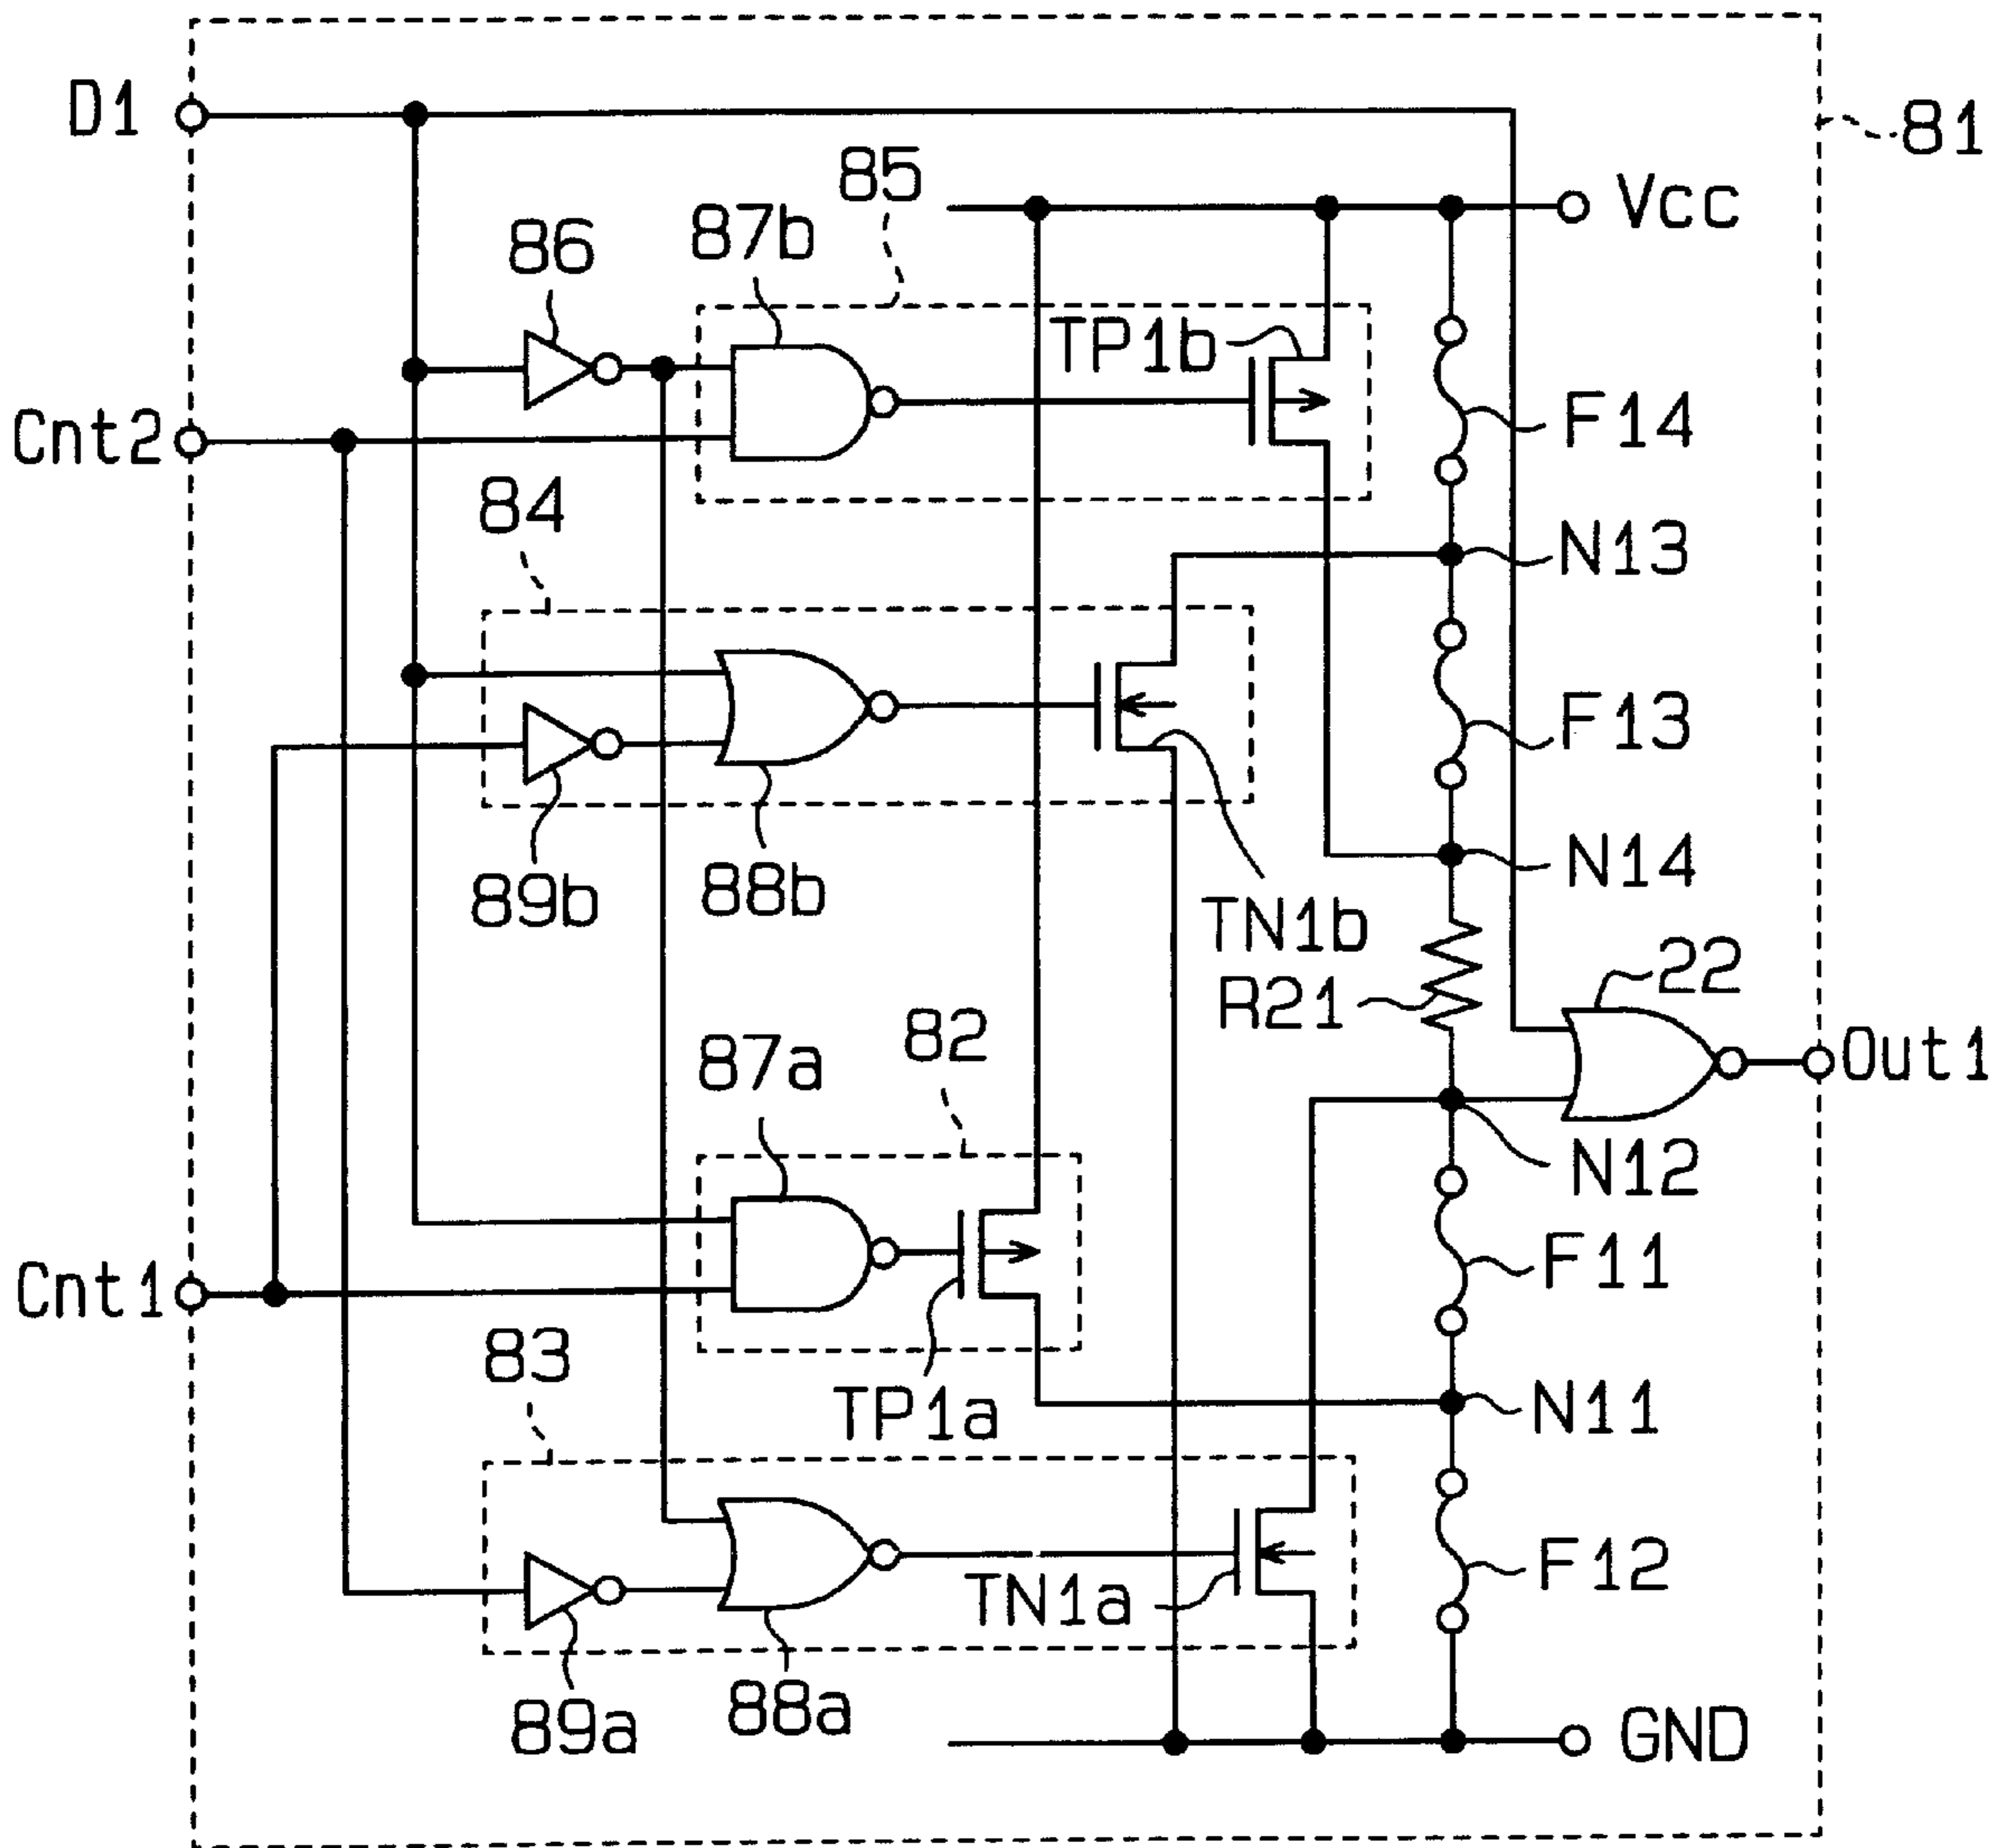 D1
81
85
Vcc
87b
86
TP1b
F14
Cnt2
84
N13
F13
N14
89b
88b
TN1b
22
R21
82
87a
Out1
N12
F11
Cnt1
83
TP1a
N11
F12
TN1a
88a
89a
GND